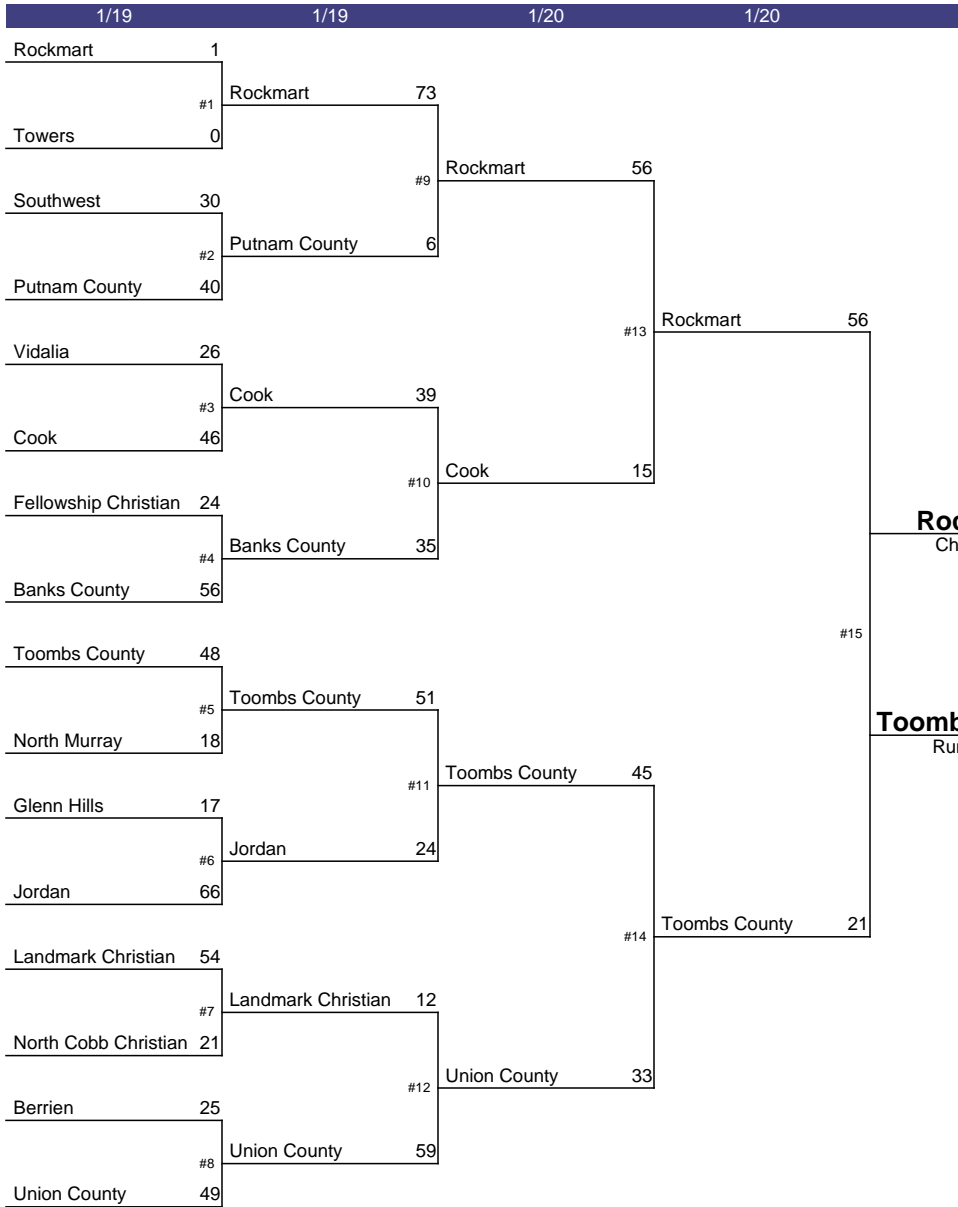 1/19 1/19 1/20 1/20
Rockmart 1
#1 Rockmart 73
Towers 0
#9 Rockmart 56
Southwest 30
#2 Putnam County 6
Putnam County 40
#13 Rockmart 56
Vidalia 26
#3 Cook 39
Cook 46
#10 Cook 15
Fellowship Christian 24
#4 Banks County 35
Banks County 56
Roc
Ch
#15
Toombs County 48
#5 Toombs County 51
North Murray 18
Toomb
Ru
#11 Toombs County 45
Glenn Hills 17
#6 Jordan 24
Jordan 66
#14 Toombs County 21
Landmark Christian 54
#7 Landmark Christian 12
North Cobb Christian 21
#12 Union County 33
Berrien 25
#8 Union County 59
Union County 49